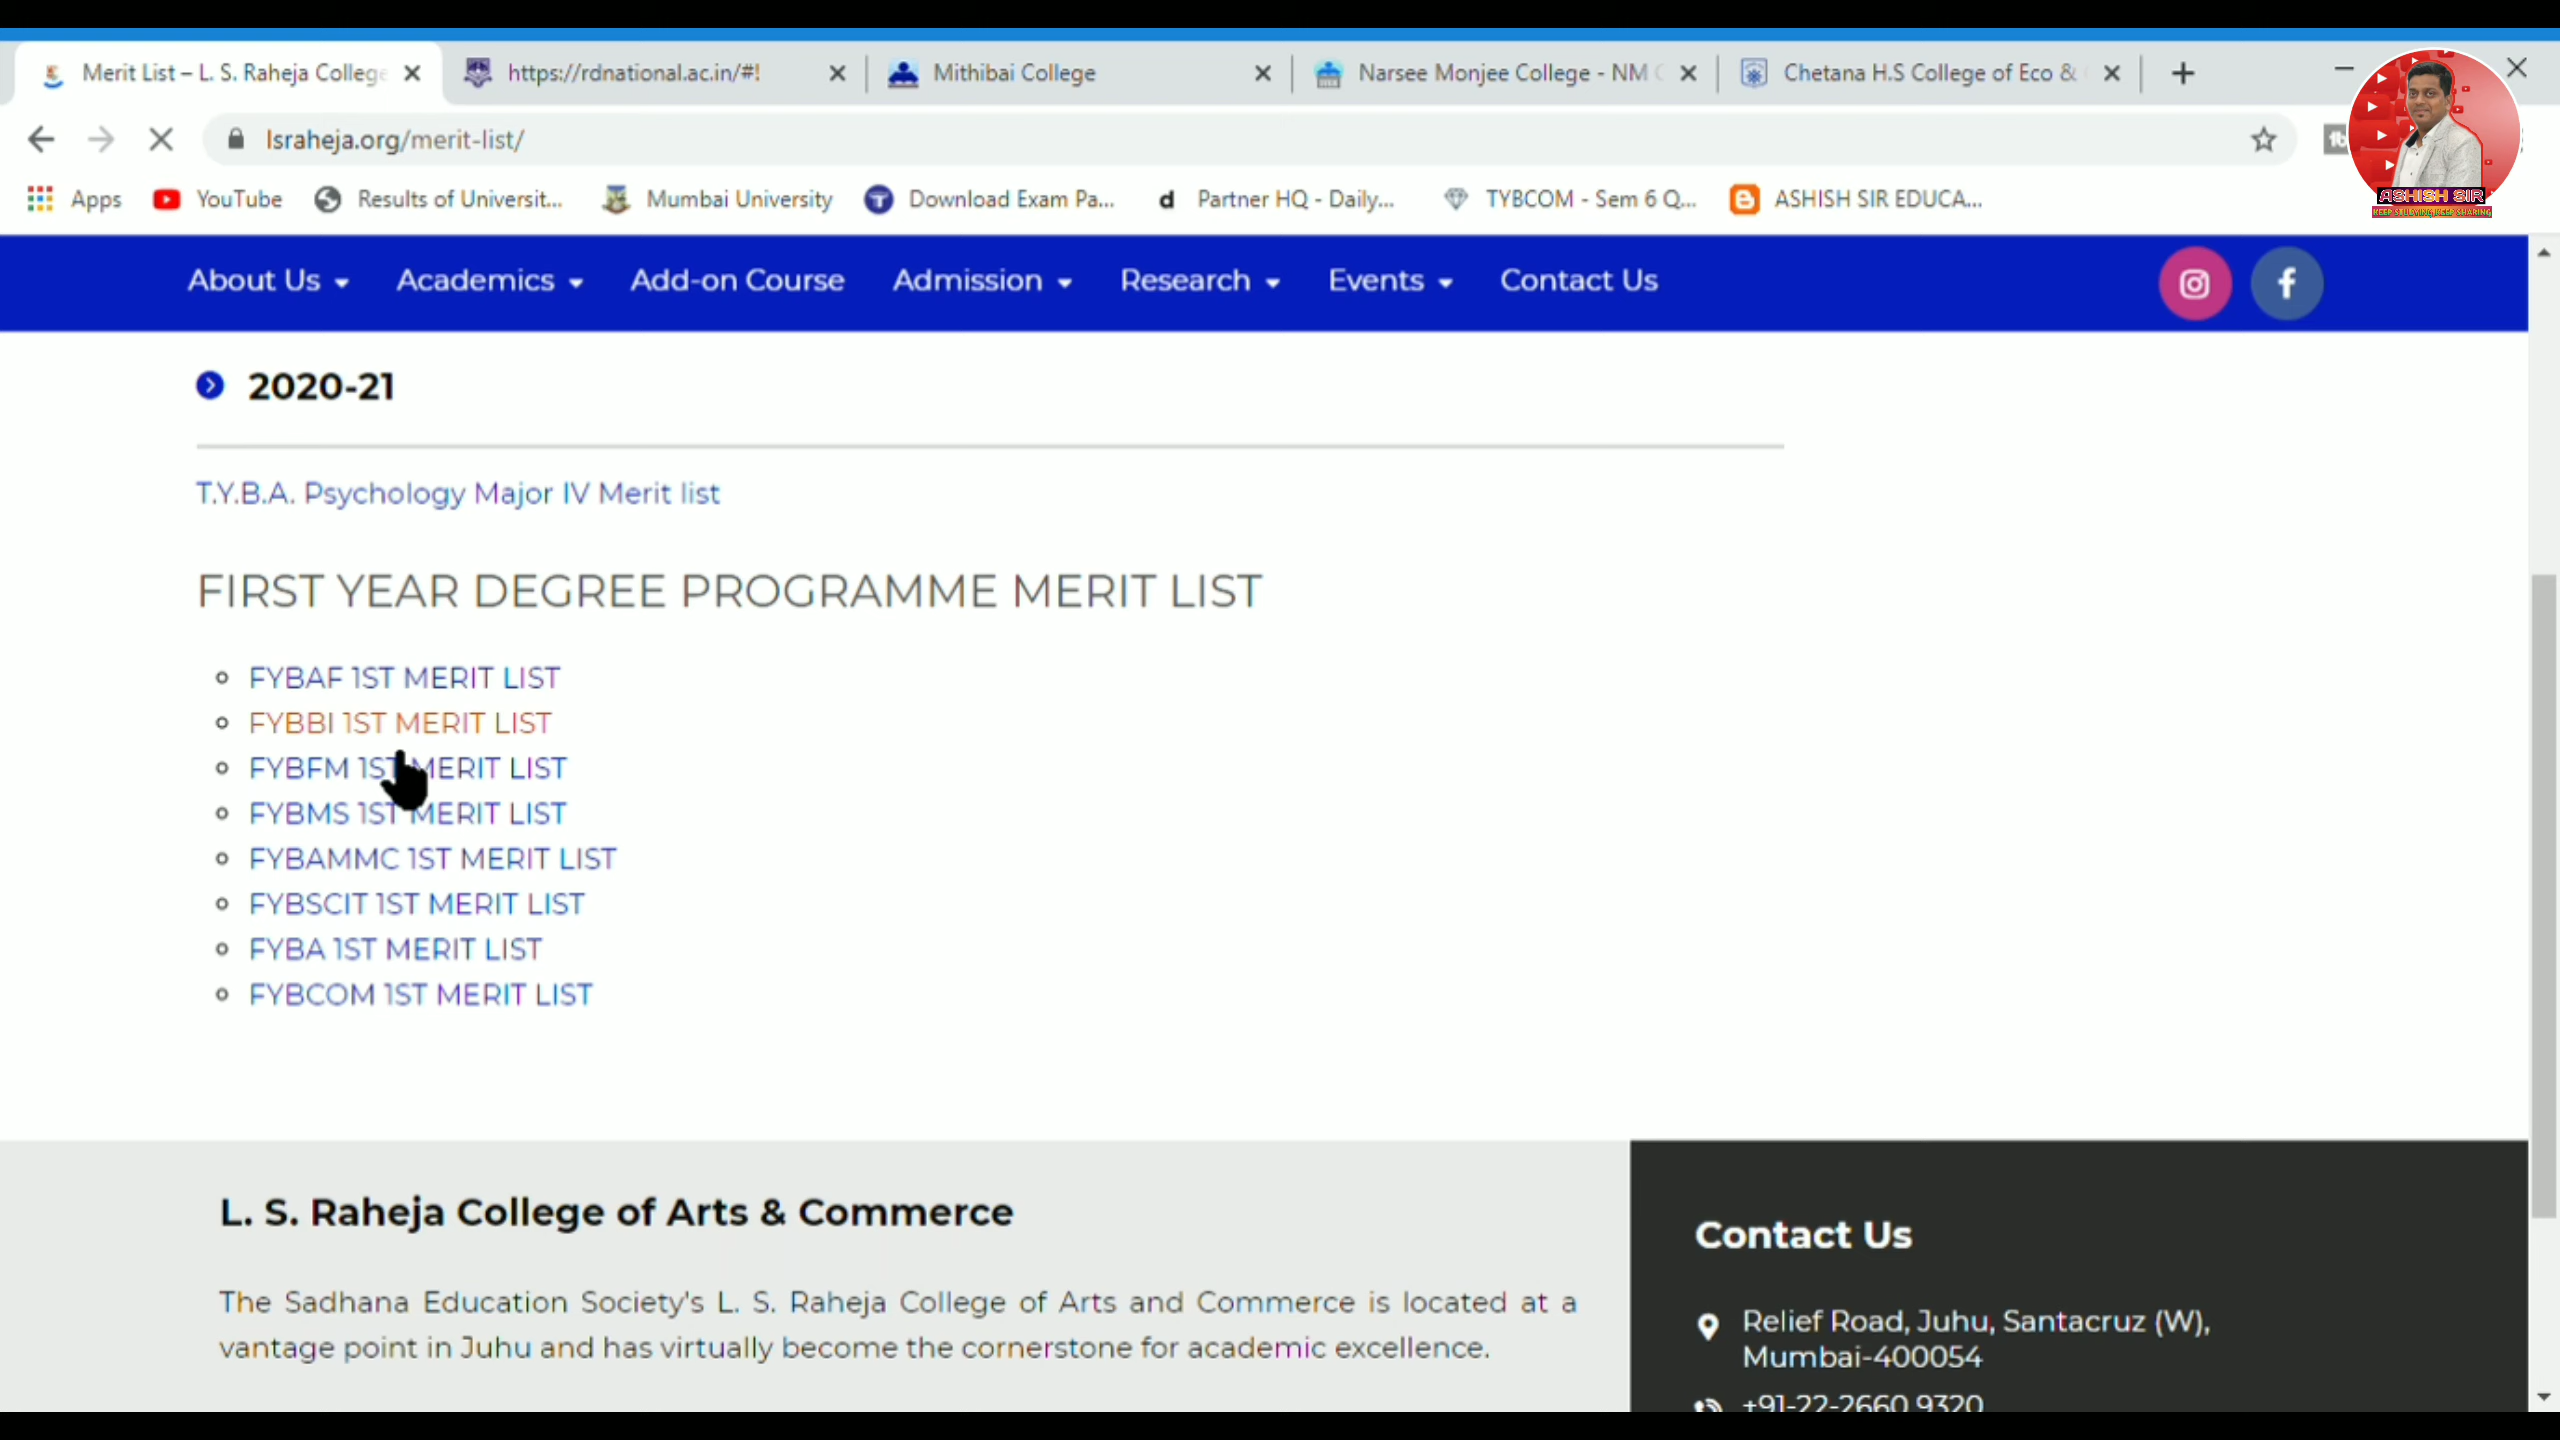 Merit List – L. S. Raheja College
https://rdnational.ac.in/#!
Mithibai College
Narsee Monjee College - NM C
Chetana H.S College of Eco &
lsraheja.org/merit-list/
Apps
YouTube
Results of Universit...
Mumbai University
Download Exam Pa...
Partner HQ - Daily...
TYBCOM - Sem 6 Q...
ASHISH SIR EDUCA...
ASHISH SIR
KEEP STUDYING KEEP SHARING
About Us
Academics
Add-on Course
Admission
Research
Events
Contact Us
2020-21
T.Y.B.A. Psychology Major IV Merit list
FIRST YEAR DEGREE PROGRAMME MERIT LIST
FYBAF 1ST MERIT LIST
FYBBI 1ST MERIT LIST
FYBFM 1ST MERIT LIST
FYBMS 1ST MERIT LIST
FYBAMMC 1ST MERIT LIST
FYBSCIT 1ST MERIT LIST
FYBA 1ST MERIT LIST
FYBCOM 1ST MERIT LIST
L. S. Raheja College of Arts & Commerce
The Sadhana Education Society's L. S. Raheja College of Arts and Commerce is located at a
vantage point in Juhu and has virtually become the cornerstone for academic excellence.
Contact Us
Relief Road, Juhu, Santacruz (W),
Mumbai-400054
+91-22-2660 9320